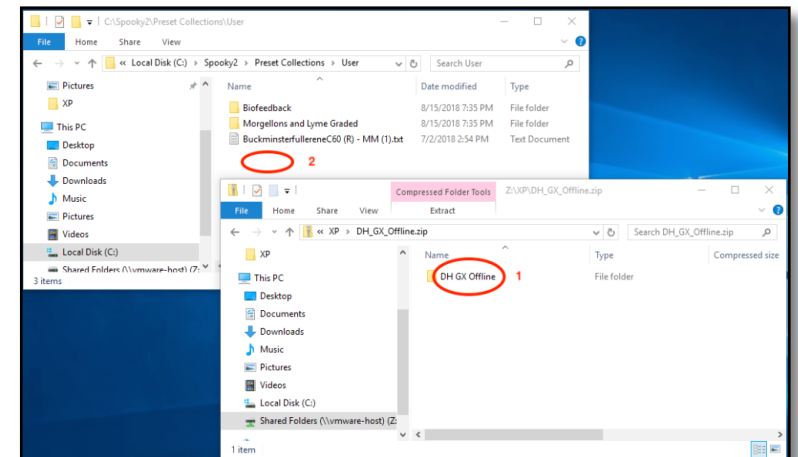 C:\Spooky2\Preset Collections\User
File Home Share View
« Local Disk (C:) > Spooky2 > Preset Collections > User
Search User
Pictures
XP
This PC
Desktop
Documents
Downloads
Music
Pictures
Videos
Local Disk (C:)
Shared Folders (\\vmware-host) (Z:
3 items
Name Date modified Type
Biofeedback 8/15/2018 7:35 PM File folder
Morgellons and Lyme Graded 8/15/2018 7:35 PM File folder
BuckminsterfullereneC60 (R) - MM (1).txt 7/2/2018 2:54 PM Text Document
2
Compressed Folder Tools Z:\XP\DH_GX_Offline.zip
File Home Share View Extract
« XP > DH_GX_Offline.zip
Search DH_GX_Offline.zip
XP
This PC
Desktop
Documents
Downloads
Music
Pictures
Videos
Local Disk (C:)
Shared Folders (\\vmware-host) (Z:
1 item
Name Type Compressed size
DH GX Offline 1 File folder